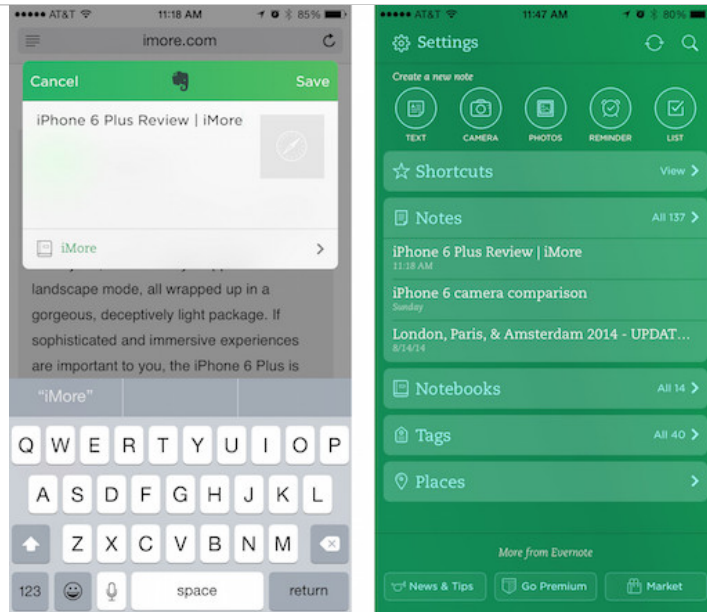 AT&T 11:18 AM 85%
imore.com
Cancel Save
iPhone 6 Plus Review | iMore
iMore
landscape mode, all wrapped up in a
gorgeous, deceptively light package. If
sophisticated and immersive experiences
are important to you, the iPhone 6 Plus is
"iMore"
Q W E R T Y U I O P
A S D F G H J K L
Z X C V B N M
123 space return
AT&T 11:47 AM 80%
Settings
Create a new note
TEXT CAMERA PHOTOS REMINDER LIST
Shortcuts View
Notes All 137
iPhone 6 Plus Review | iMore
11:18 AM
iPhone 6 camera comparison
Sunday
London, Paris, & Amsterdam 2014 - UPDAT...
8/14/14
Notebooks All 14
Tags All 40
Places
More from Evernote
News & Tips Go Premium Market